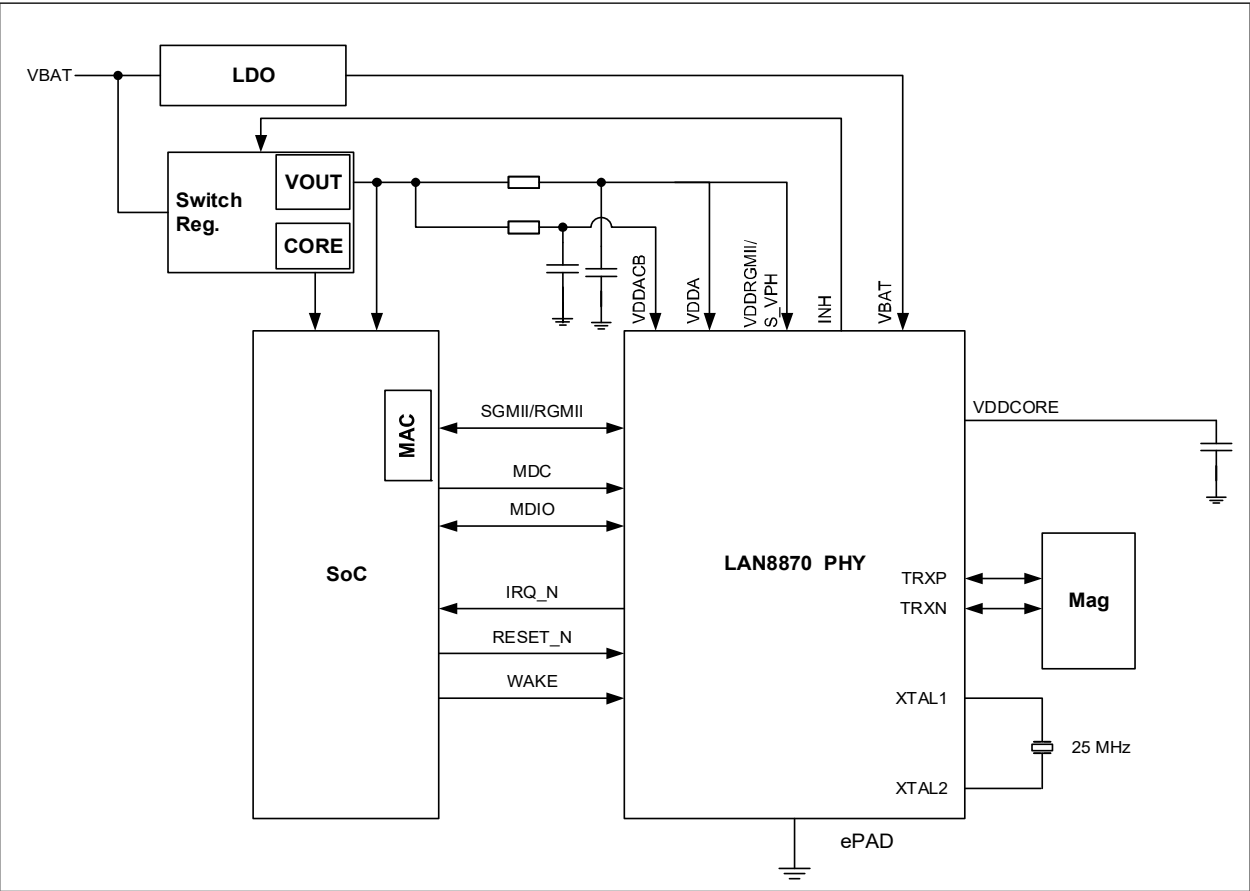 VBAT
LDO
VOUT
Switch
Reg.
CORE
VDDACB
VDDA
VDDRGMII/
S_VPH
INH
VBAT
MAC
SGMII/RGMII
VDDCORE
MDC
MDIO
SoC
LAN8870 PHY
IRQ_N
RESET_N
WAKE
TRXP
TRXN
Mag
XTAL1
25 MHz
XTAL2
ePAD